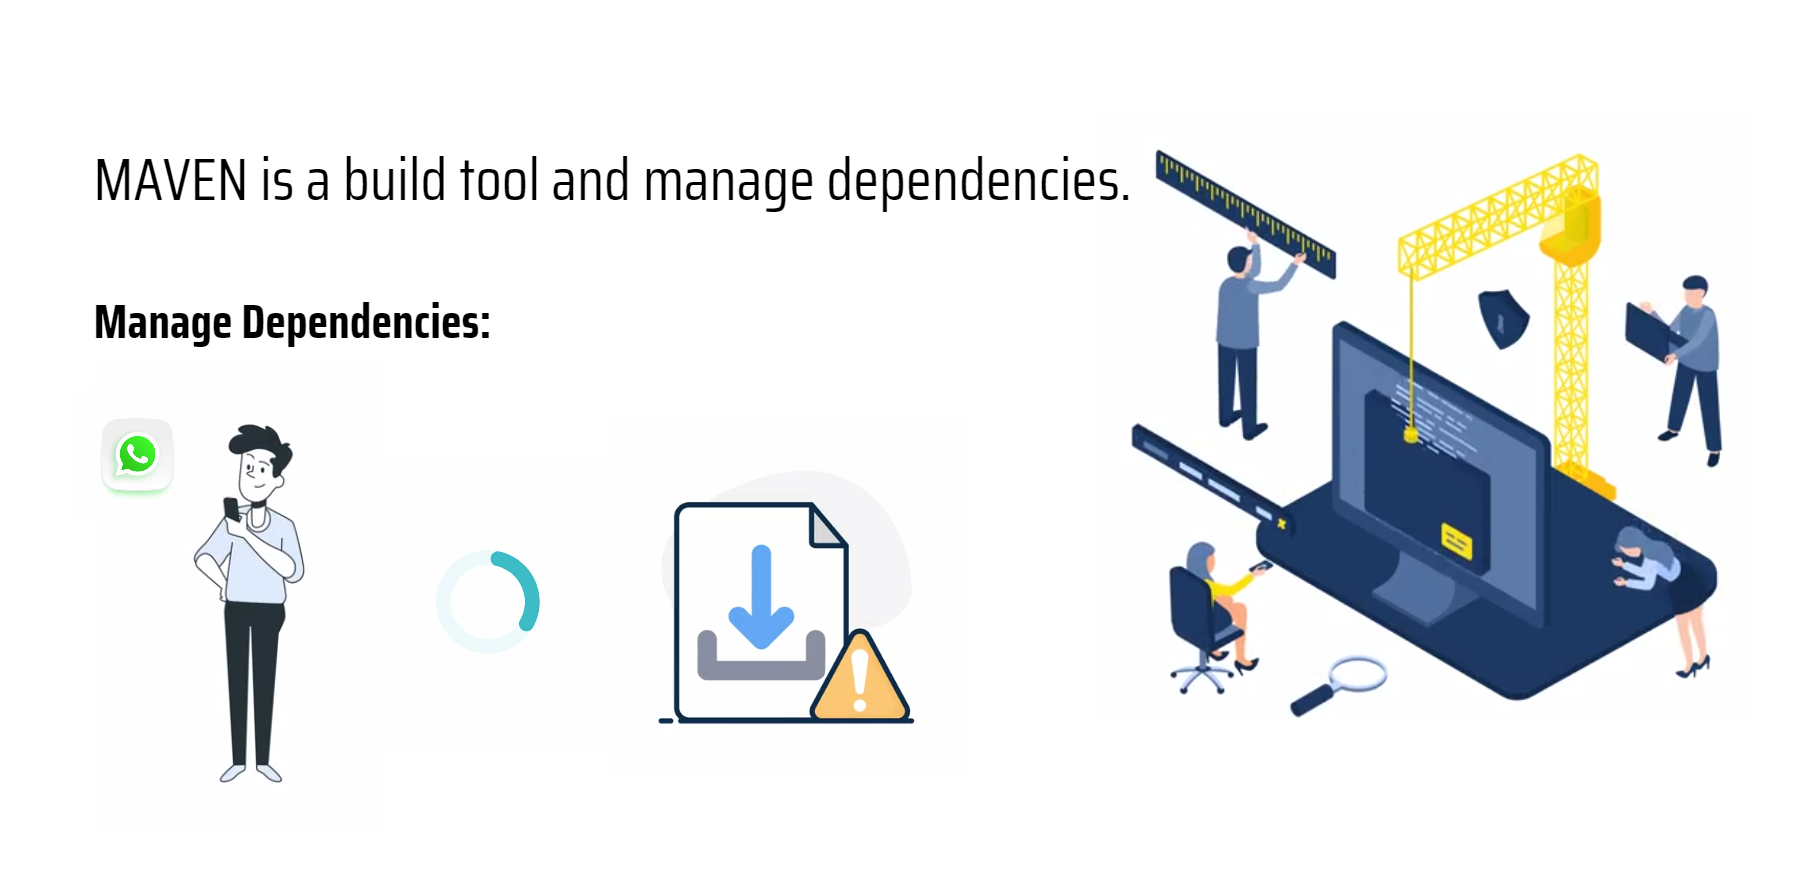 MAVEN is a build tool and manage dependencies.
Manage Dependencies: